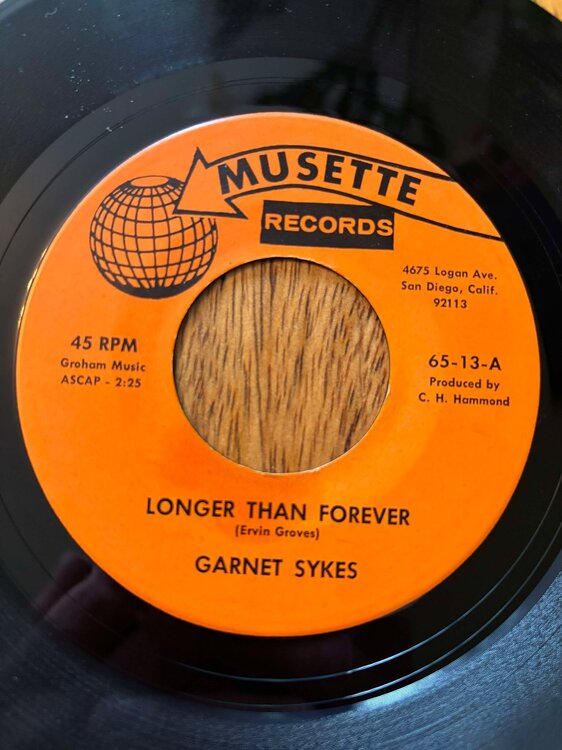 MUSETTE
RECORDS
4675 Logan Ave.
San Diego, Calif.
92113
45 RPM
Groham Music
ASCAP - 2:25
65-13-A
Produced by
C. H. Hammond
LONGER THAN FOREVER
(Ervin Groves)
GARNET SYKES